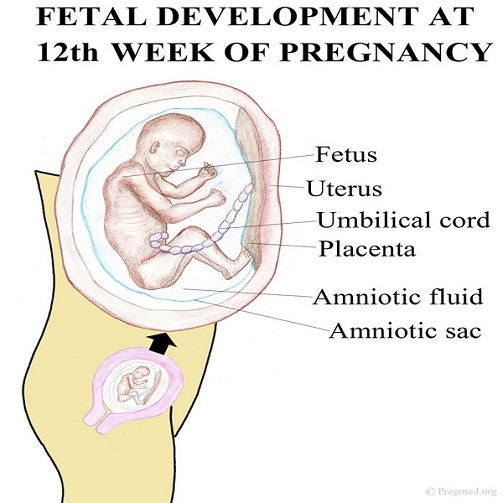 FETAL DEVELOPMENT AT
12th WEEK OF PREGNANCY
Fetus
Uterus
Umbilical cord
Placenta
Amniotic fluid
Amniotic sac
© Pregmed.org